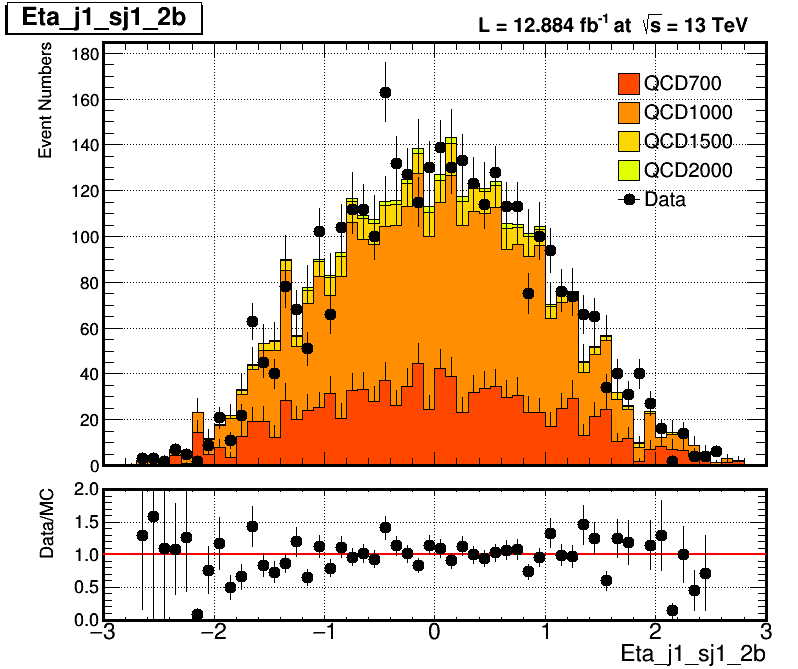 Eta_j1_sj1_2b
L = 12.884 fb⁻¹ at √s = 13 TeV
Event Numbers
180
160
140
120
100
80
60
40
20
0
QCD700
QCD1000
QCD1500
QCD2000
Data
Data/MC
2.0
1.5
1.0
0.5
0.0
−3 −2 −1 0 1 2 3
Eta_j1_sj1_2b